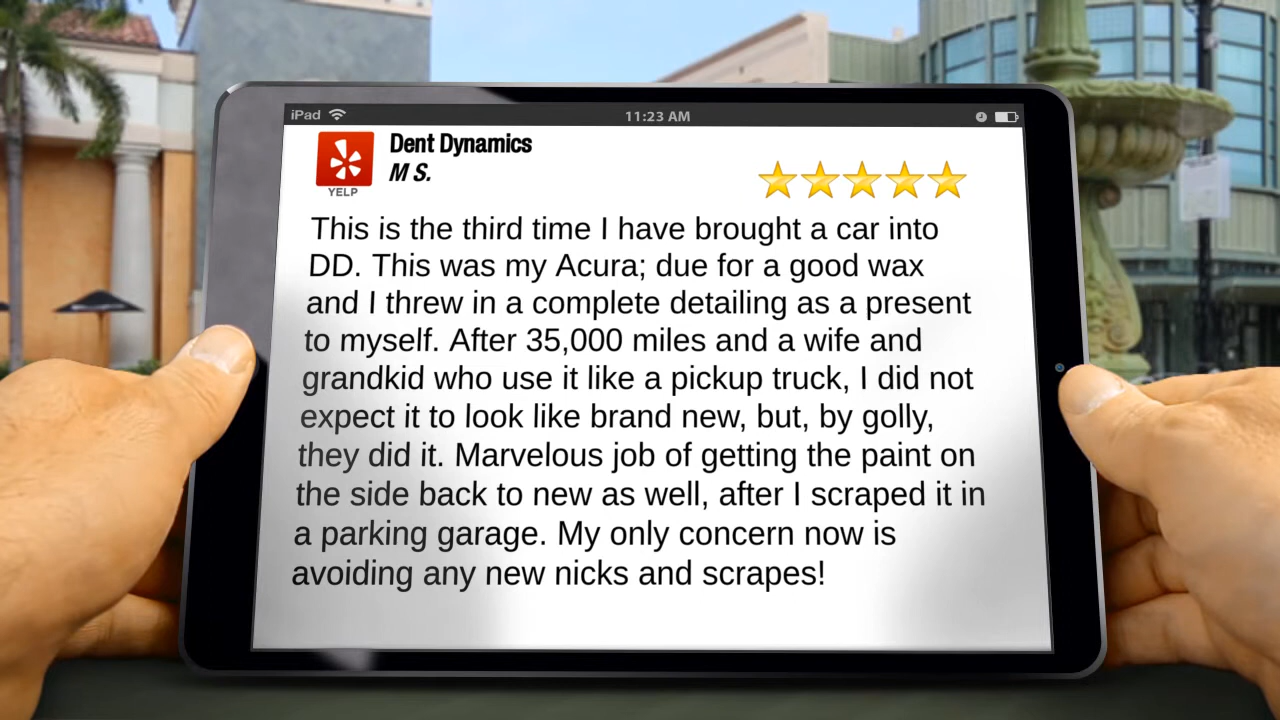 iPad
11:23 AM
Dent Dynamics
M S.
YELP
This is the third time I have brought a car into
DD. This was my Acura; due for a good wax
and I threw in a complete detailing as a present
to myself. After 35,000 miles and a wife and
grandkid who use it like a pickup truck, I did not
expect it to look like brand new, but, by golly,
they did it. Marvelous job of getting the paint on
the side back to new as well, after I scraped it in
a parking garage. My only concern now is
avoiding any new nicks and scrapes!